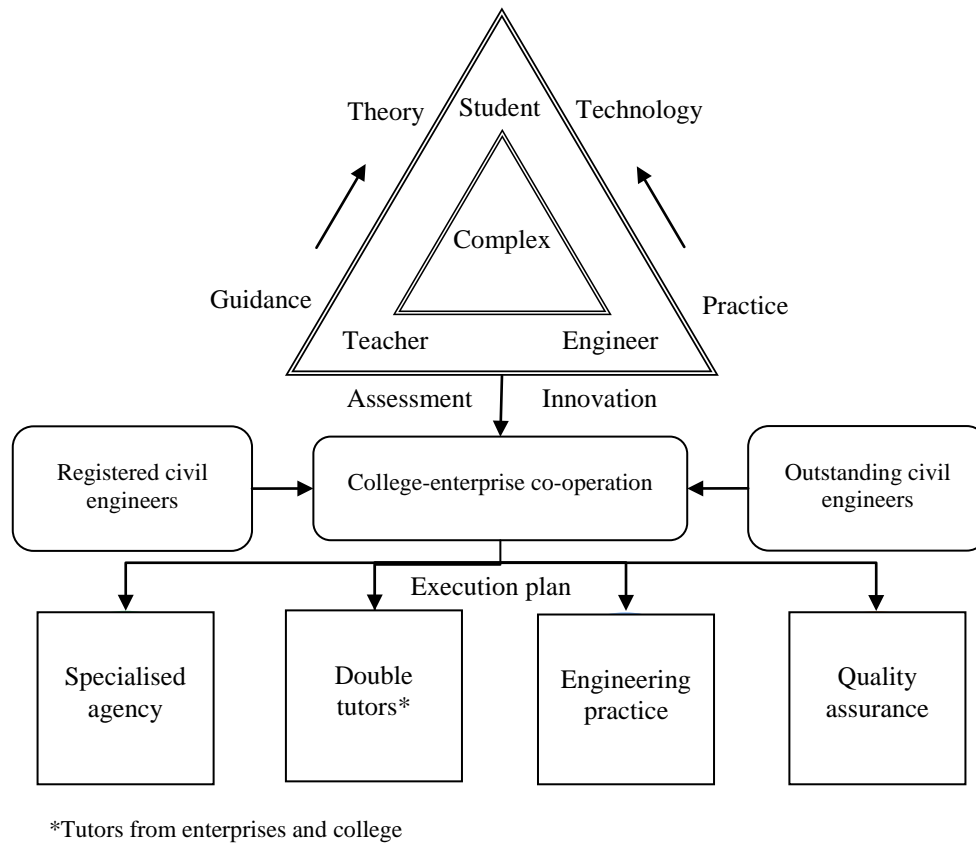 Theory
Student
Technology
Complex
Guidance
Practice
Teacher
Engineer
Assessment
Innovation
Registered civil
engineers
College-enterprise co-operation
Outstanding civil
engineers
Execution plan
Specialised
agency
Double
tutors*
Engineering
practice
Quality
assurance
*Tutors from enterprises and college